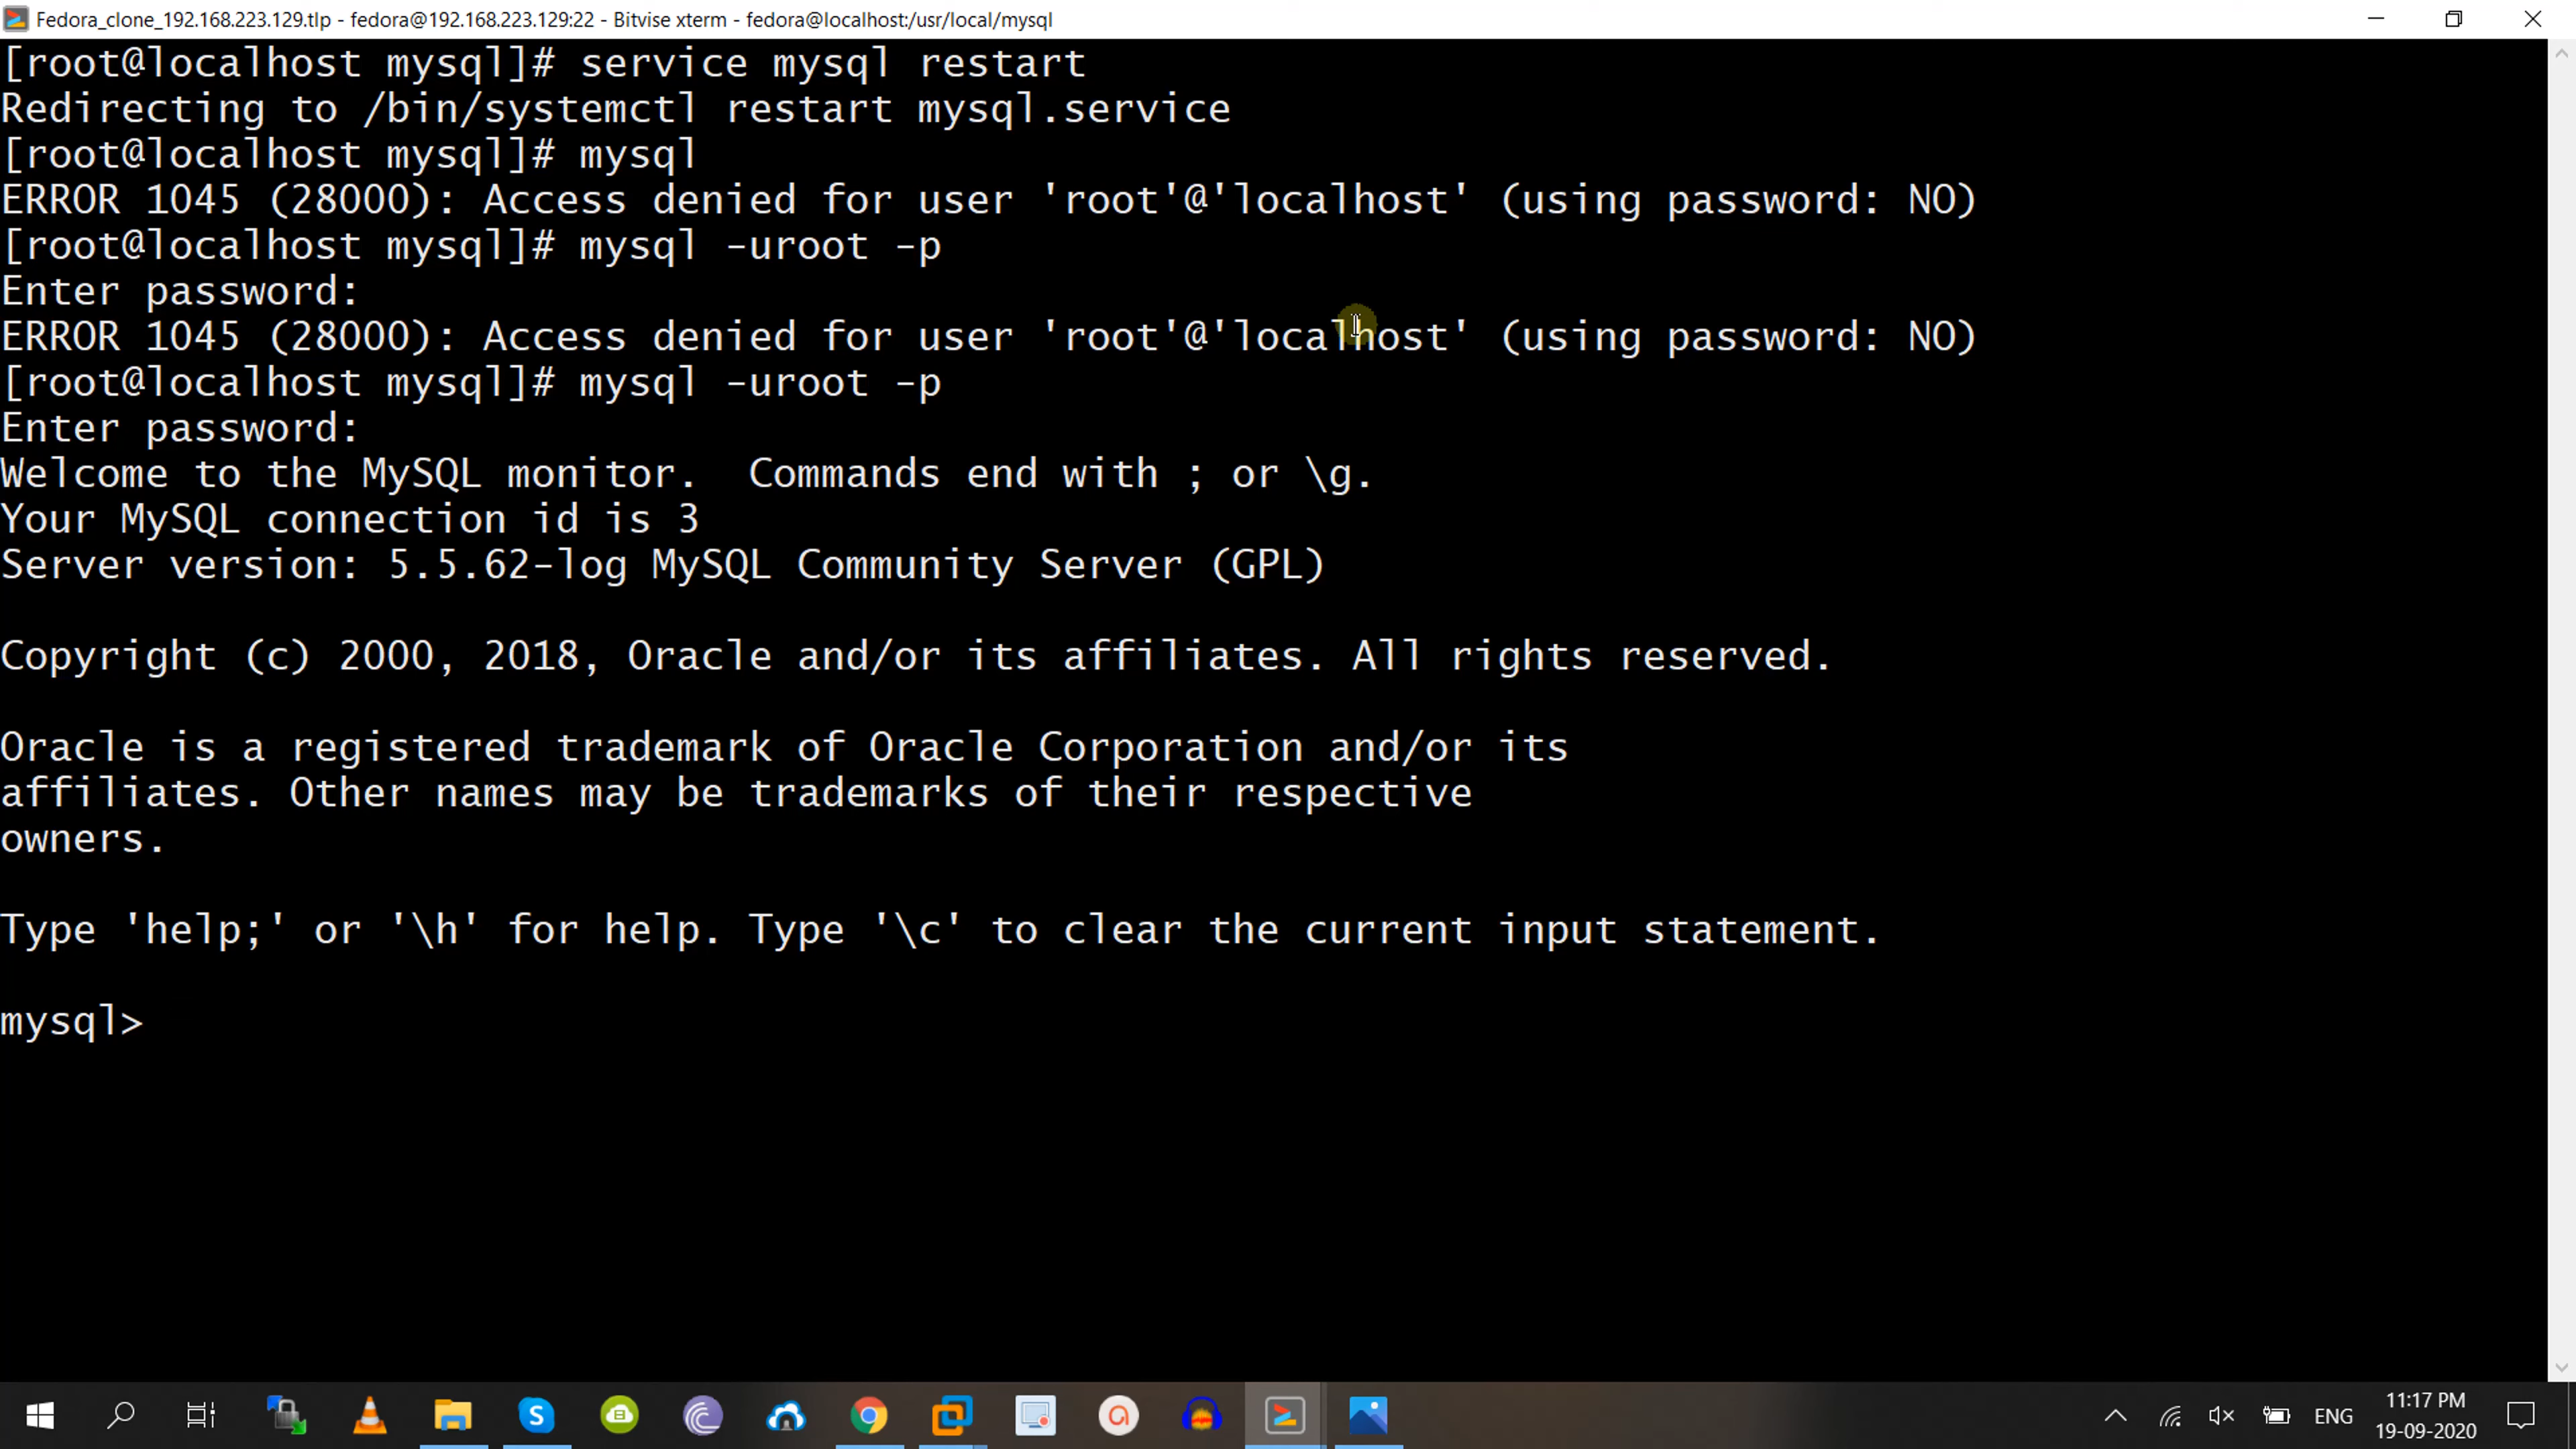 Fedora_clone_192.168.223.129.tlp - fedora@192.168.223.129:22 - Bitvise xterm - fedora@localhost:/usr/local/mysql
[root@localhost mysql]# service mysql restart
Redirecting to /bin/systemctl restart mysql.service
[root@localhost mysql]# mysql
ERROR 1045 (28000): Access denied for user 'root'@'localhost' (using password: NO)
[root@localhost mysql]# mysql -uroot -p
Enter password:
ERROR 1045 (28000): Access denied for user 'root'@'localhost' (using password: NO)
[root@localhost mysql]# mysql -uroot -p
Enter password:
Welcome to the MySQL monitor.  Commands end with ; or \g.
Your MySQL connection id is 3
Server version: 5.5.62-log MySQL Community Server (GPL)
Copyright (c) 2000, 2018, Oracle and/or its affiliates. All rights reserved.
Oracle is a registered trademark of Oracle Corporation and/or its
affiliates. Other names may be trademarks of their respective
owners.
Type 'help;' or '\h' for help. Type '\c' to clear the current input statement.
mysql>
ENG
11:17 PM
19-09-2020